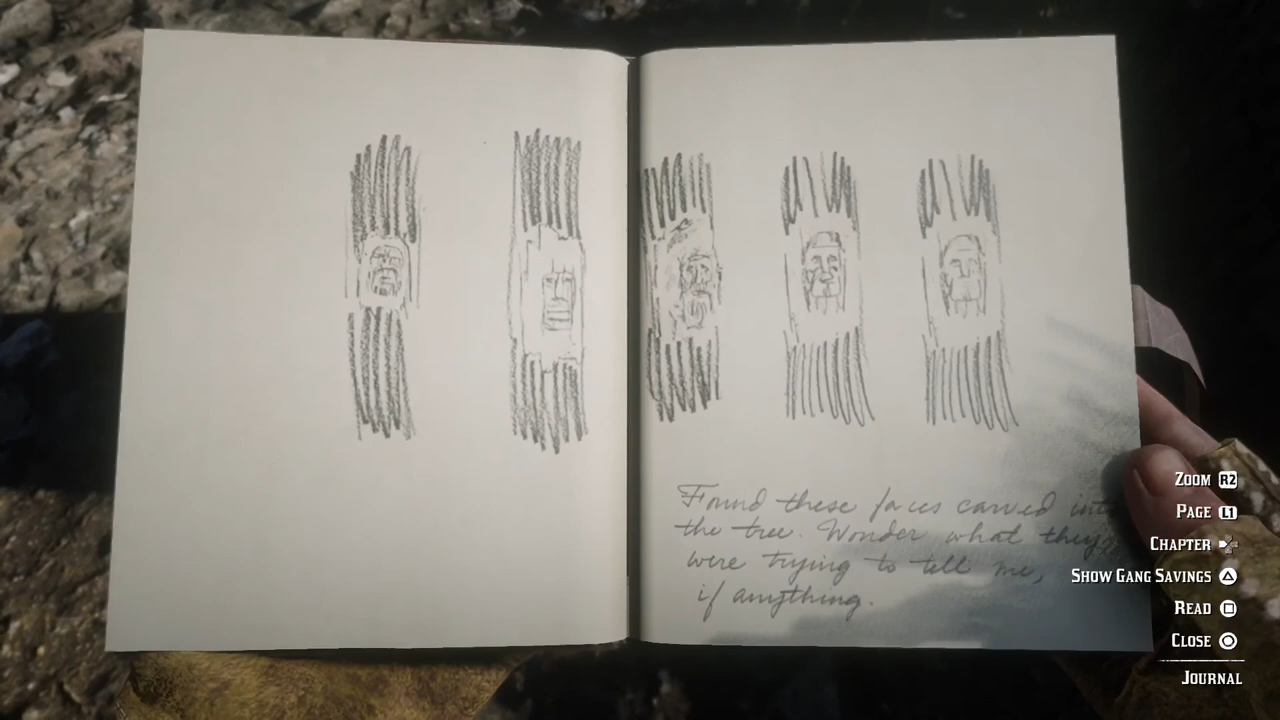 Found these faces carved into
the tree. Wonder what they
were trying to tell me,
if anything.
ZOOM R2
PAGE L1
CHAPTER
SHOW GANG SAVINGS
READ
CLOSE
JOURNAL